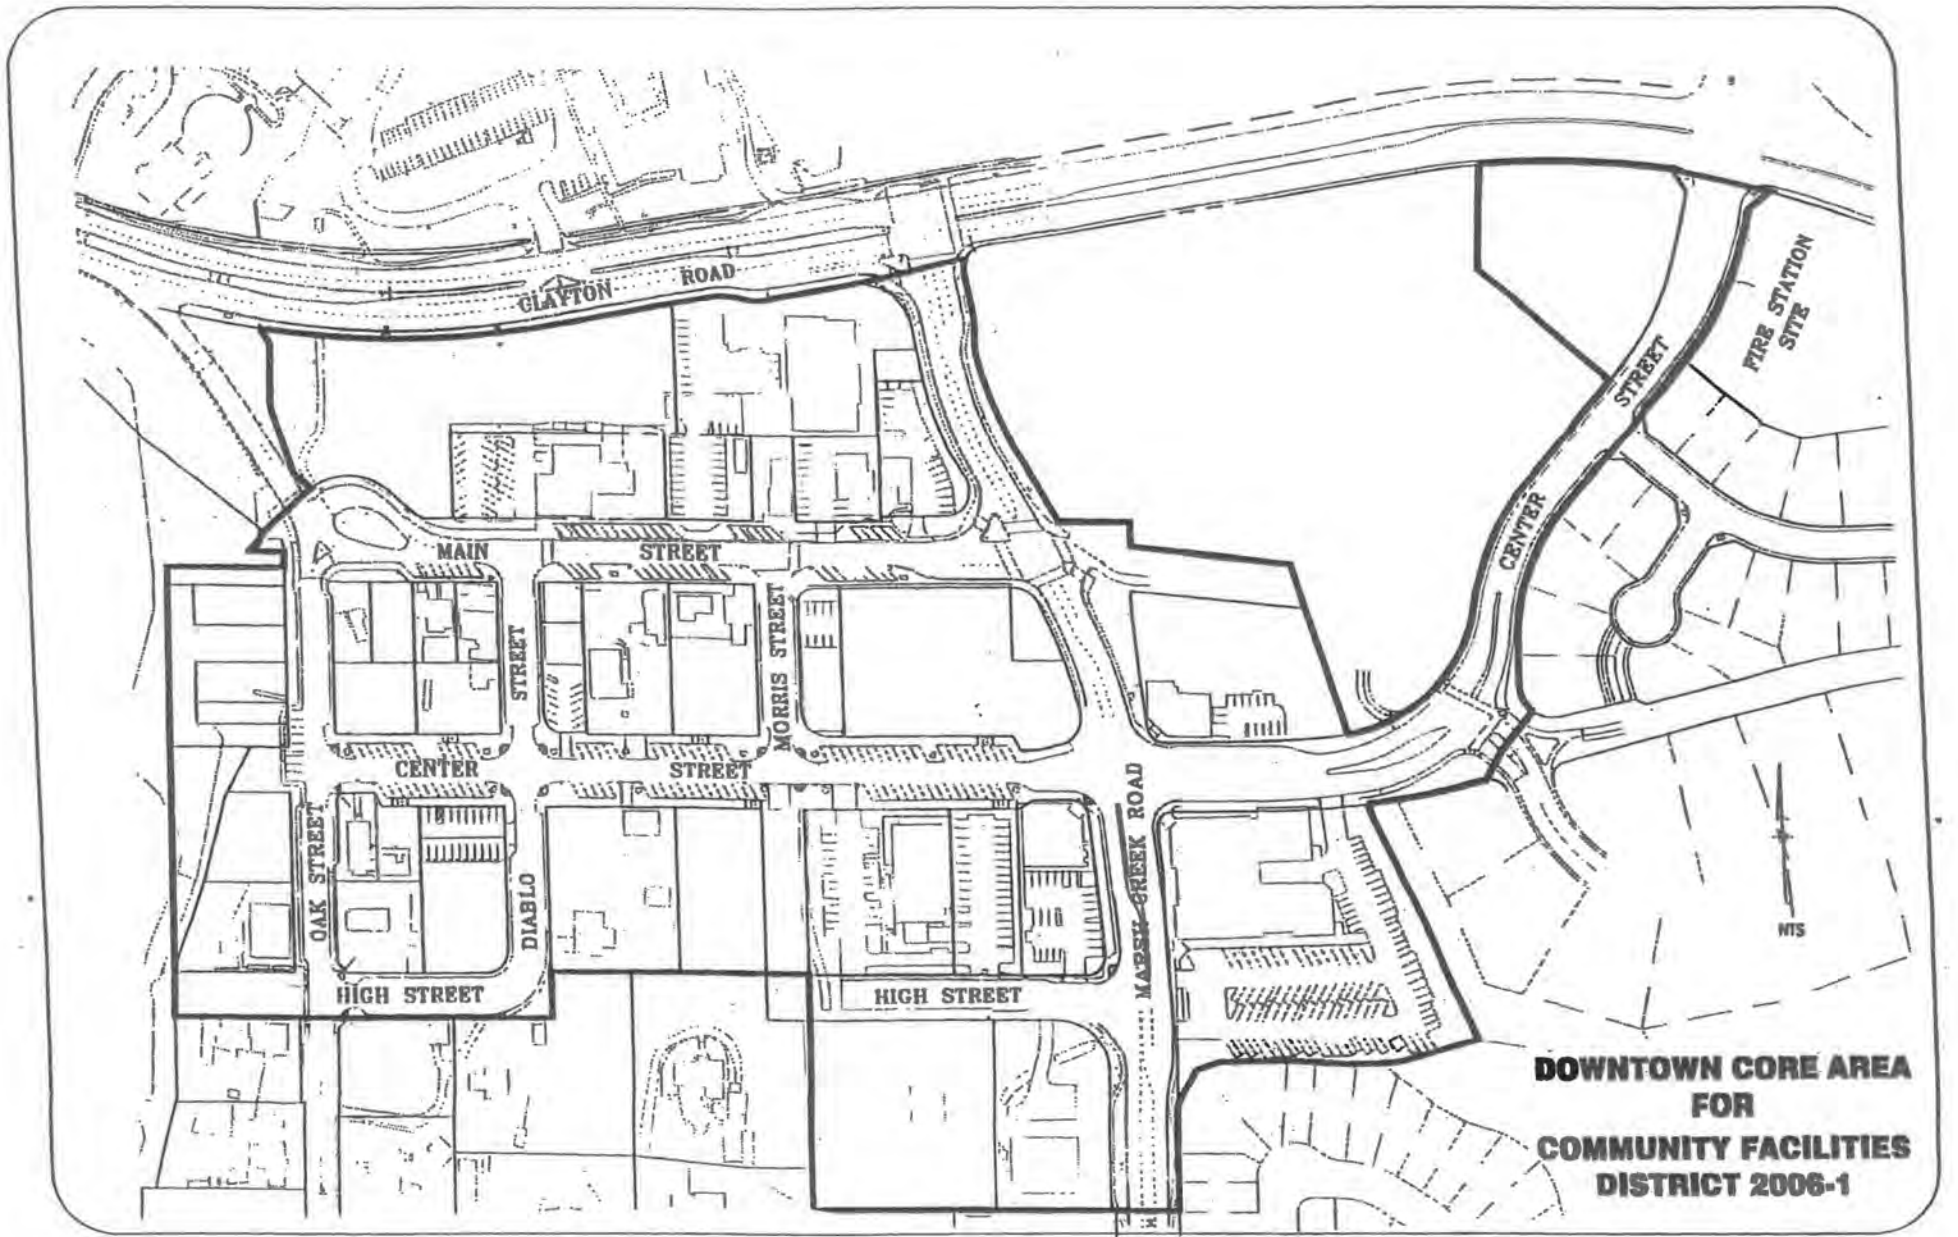 CLAYTON ROAD
FIRE STATION
SITE
STREET
CENTER
MAIN STREET
STREET
MORRIS STREET
CENTER STREET
OAK STREET
DIABLO
MARSH CREEK ROAD
HIGH STREET
HIGH STREET
NTS
DOWNTOWN CORE AREA
FOR
COMMUNITY FACILITIES
DISTRICT 2006-1